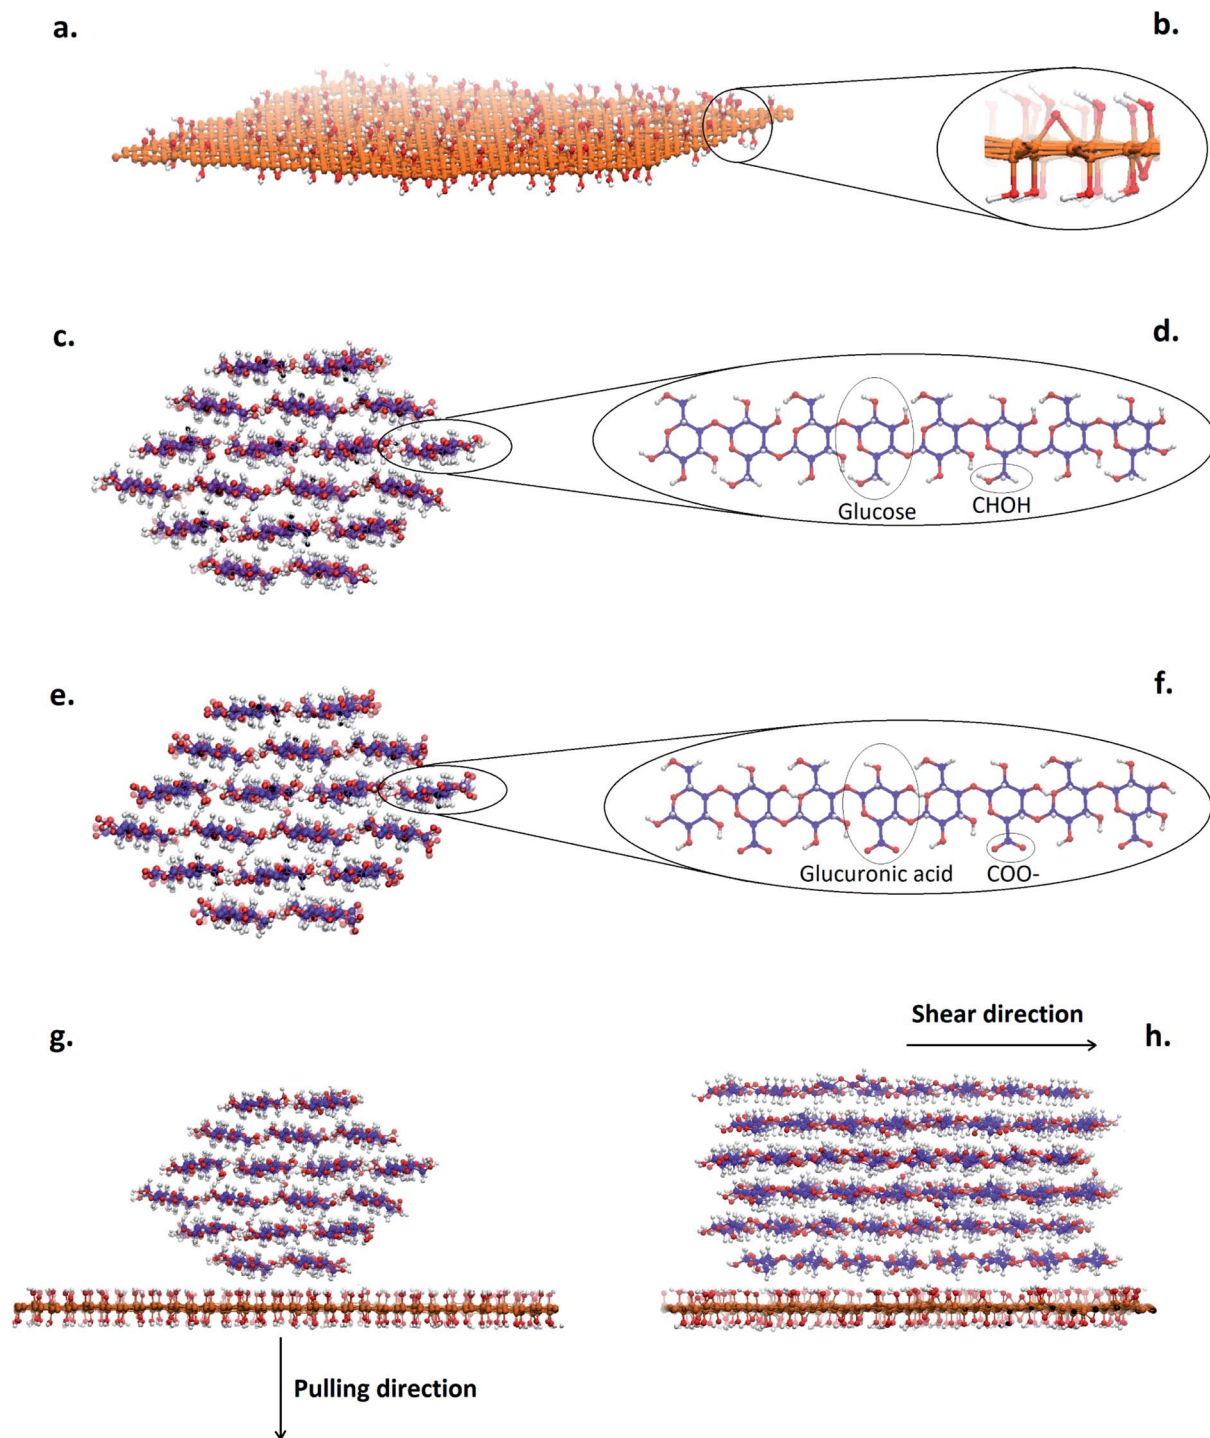 a.
b.
c.
d.
Glucose
CHOH
e.
f.
Glucuronic acid
COO-
g.
Shear direction
h.
Pulling direction